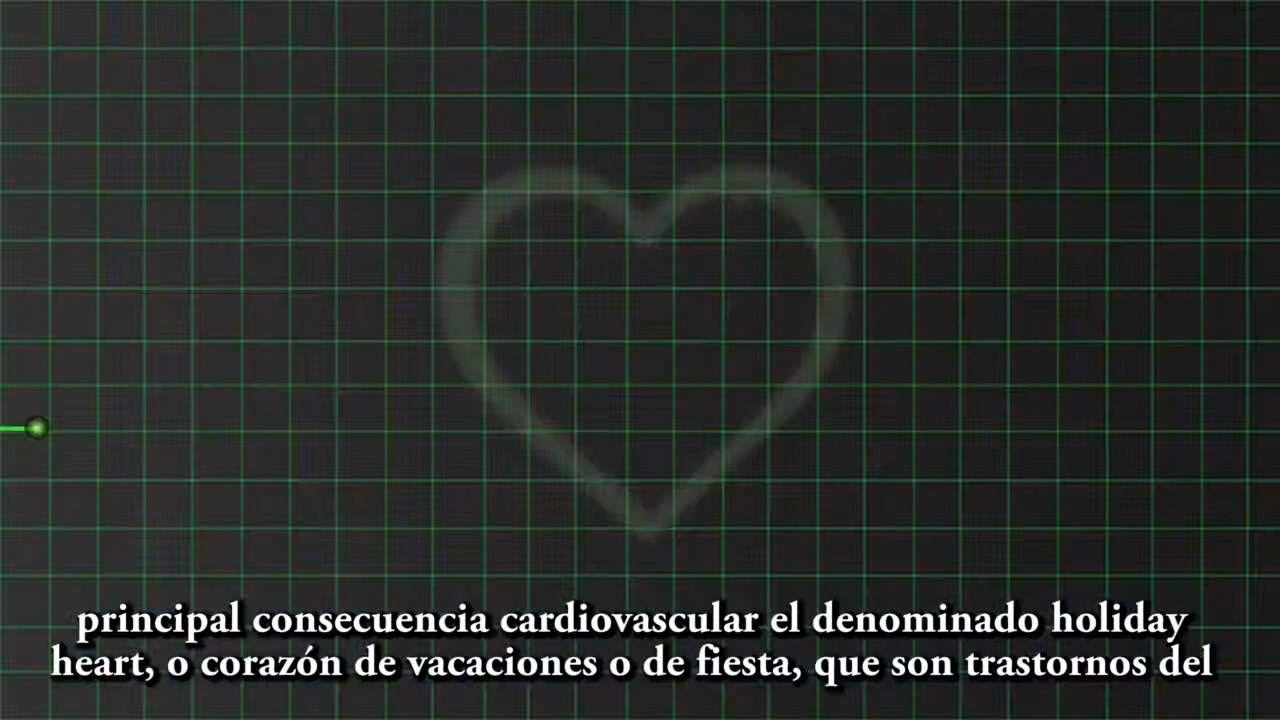 principal consecuencia cardiovascular el denominado holiday
heart, o corazón de vacaciones o de fiesta, que son trastornos del